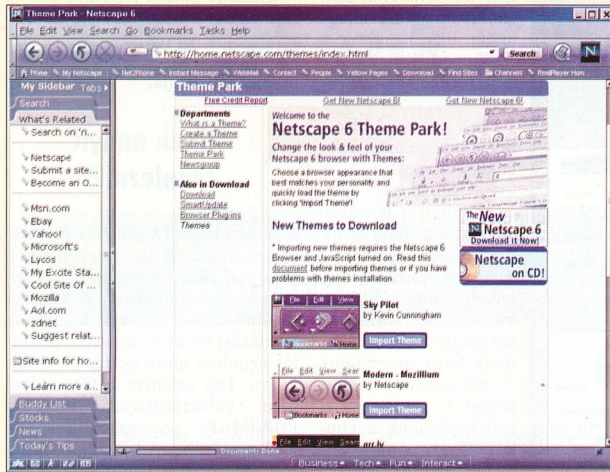 Theme Park - Netscape 6
File Edit View Search Go Bookmarks Tasks Help
http://home.netscape.com/themes/index.html Search
Home My Netscape Net2Phone Instant Message WebMail Contact People Yellow Pages Download Find Sites Channels RealPlayer Hom...
My Sidebar Tabs
Search
What's Related
Search on 'ri...
Netscape
Submit a site...
Become an O...
Msn.com
Ebay
Yahoo!
Microsoft's
Lycos
My Excite Sta...
Cool Site Of ...
Mozilla
Aol.com
zdnet
Suggest relat...
Site info for ho...
Learn more a...
Buddy List
Stocks
News
Today's Tips
Theme Park
Free Credit Report Get New Netscape 6! Get New Netscape 6!
Departments
What is a Theme?
Create a Theme
Submit Theme
Theme Park
Newsgroup
Also in Download
Download
SmartUpdate
Browser Plug-ins
Themes
Welcome to the
Netscape 6 Theme Park!
Change the look & feel of your
Netscape 6 browser with Themes:
Choose a browser appearance that
best matches your personality and
quickly load the theme by
clicking 'Import Theme'!
The New
Netscape 6
Download it Now!
Netscape
on CD!
New Themes to Download
* Importing new themes requires the Netscape 6
Browser and JavaScript turned on. Read this
document before importing themes or if you have
problems with themes installation.
File Edit View
Bookmarks Home
Sky Pilot
by Kevin Cunningham
Import Theme
File Edit View Sear
Bookmarks Home
Modern - Mozillium
by Netscape
Import Theme
File Edit View Sear
Document: Done
Business Tech Fun Interact